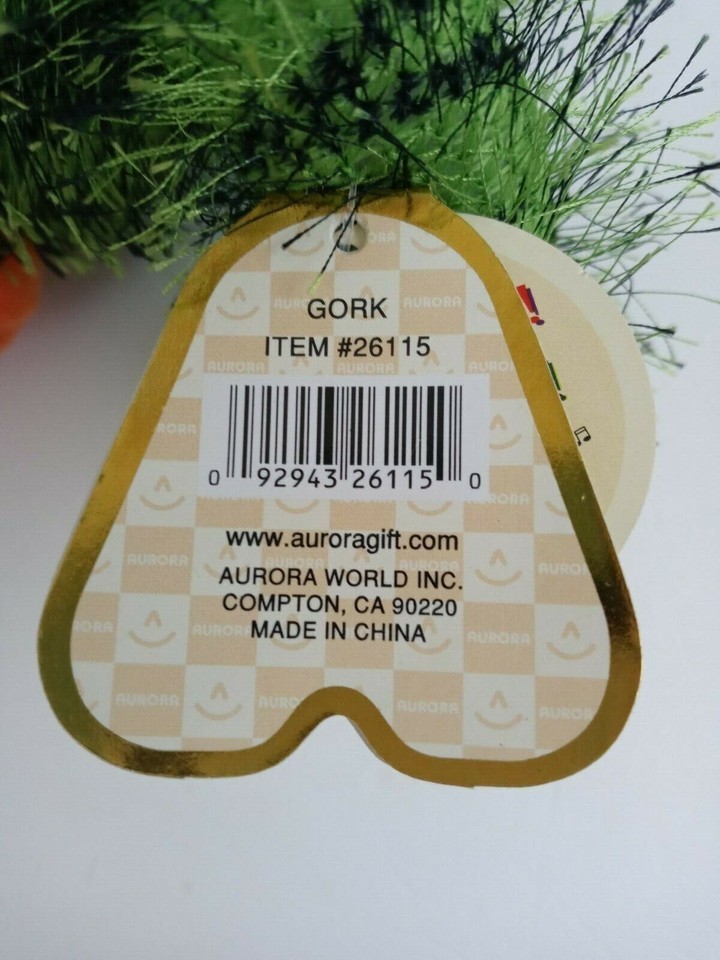 GORK
ITEM #26115
0 92943 26115 0
www.auroragift.com
AURORA WORLD INC.
COMPTON, CA 90220
MADE IN CHINA